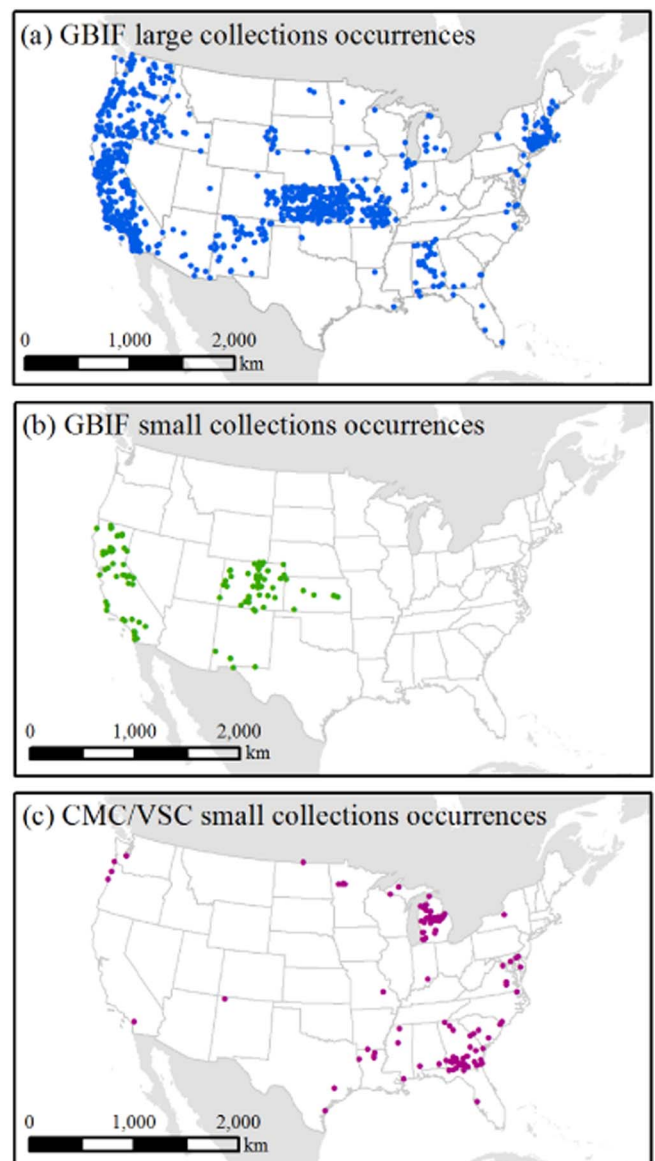 (a) GBIF large collections occurrences
0 1,000 2,000
km
(b) GBIF small collections occurrences
0 1,000 2,000
km
(c) CMC/VSC small collections occurrences
0 1,000 2,000
km